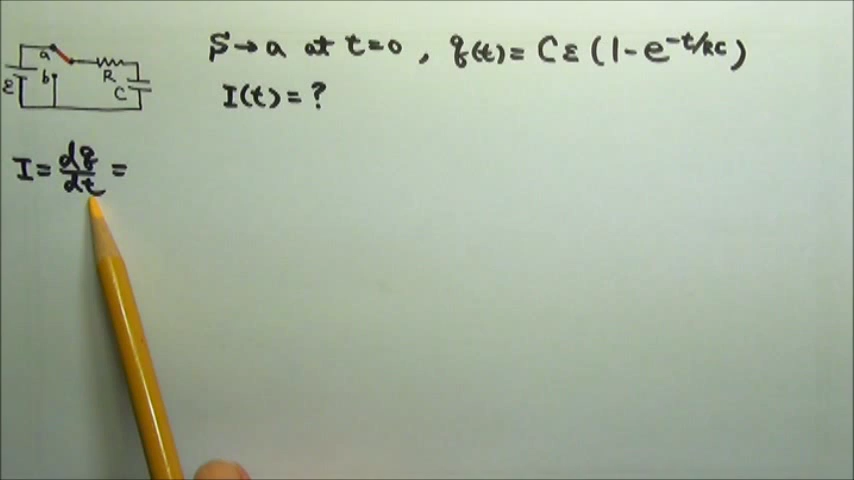 S→a at t=0, q(t)= Cε(1-e^{-t/RC})
I(t)=?
a
b
ε
R
C
I=dq/dt=